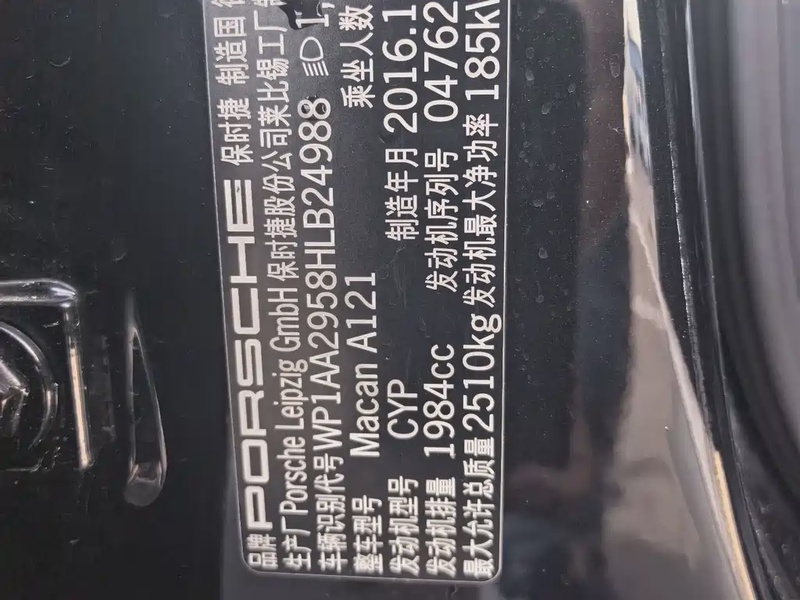 品牌 PORSCHE 保时捷 制造国
生产厂 Porsche Leipzig GmbH 保时捷股份公司莱比锡工厂
车辆识别代号 WP1AA2958HLB24988
整车型号 Macan A121 乘坐人数
发动机型号 CYP 制造年月 2016.1
发动机排量 1984cc 发动机序列号 04762
最大允许总质量 2510kg 发动机最大净功率 185k